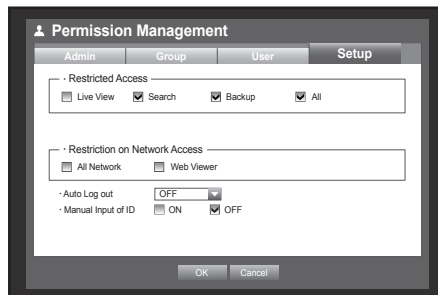 Permission Management
Admin Group User Setup
· Restricted Access
Live View Search Backup All
· Restriction on Network Access
All Network Web Viewer
· Auto Log out OFF
· Manual Input of ID ON OFF
OK Cancel